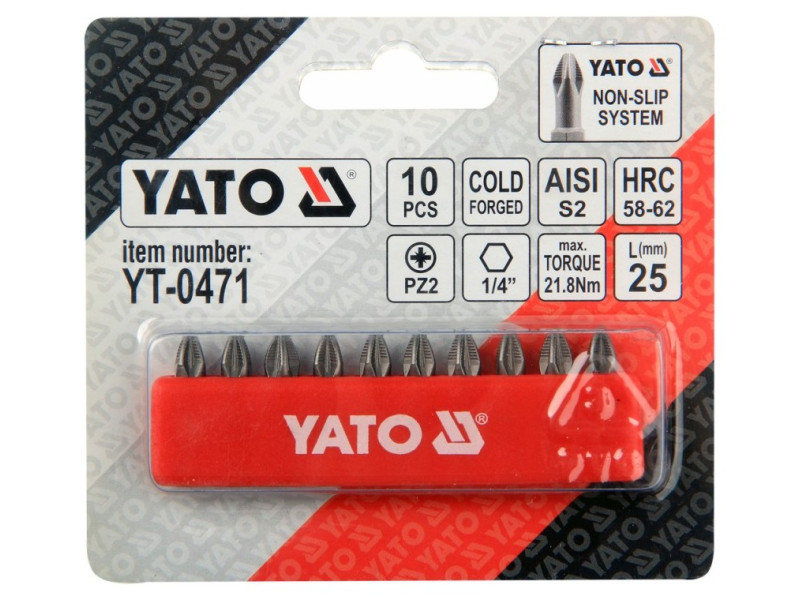 YATO
NON-SLIP
SYSTEM
YATO ®
10
PCS
COLD
FORGED
AISI
S2
HRC
58-62
item number:
YT-0471
PZ2
1/4”
max.
TORQUE
21.8Nm
L(mm)
25
YATO ®